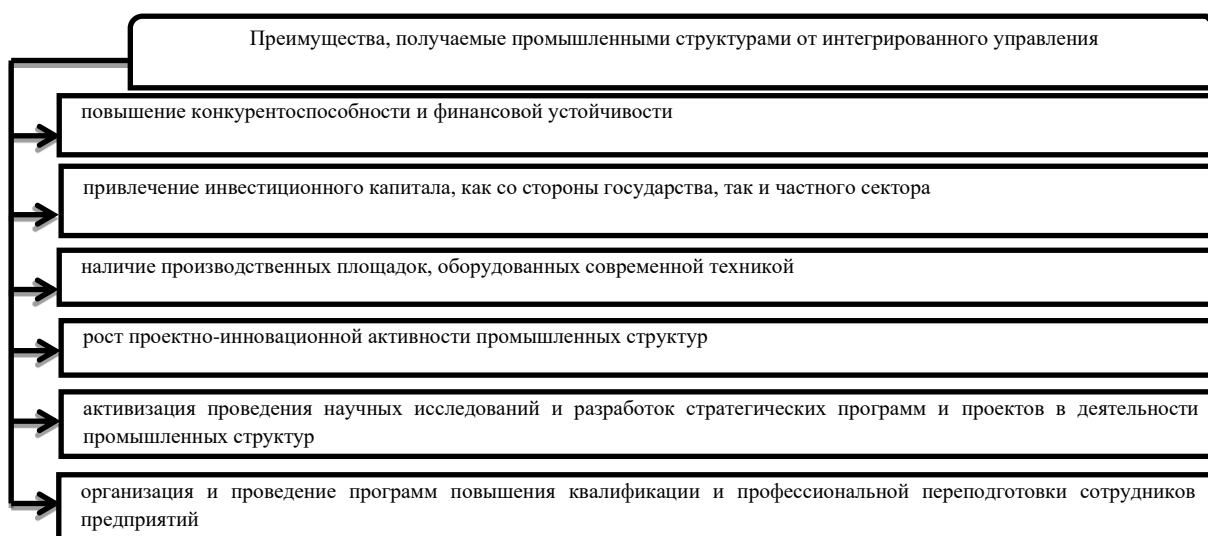 Преимущества, получаемые промышленными структурами от интегрированного управления
повышение конкурентоспособности и финансовой устойчивости
привлечение инвестиционного капитала, как со стороны государства, так и частного сектора
наличие производственных площадок, оборудованных современной техникой
рост проектно-инновационной активности промышленных структур
активизация проведения научных исследований и разработок стратегических программ и проектов в деятельности
промышленных структур
организация и проведение программ повышения квалификации и профессиональной переподготовки сотрудников
предприятий